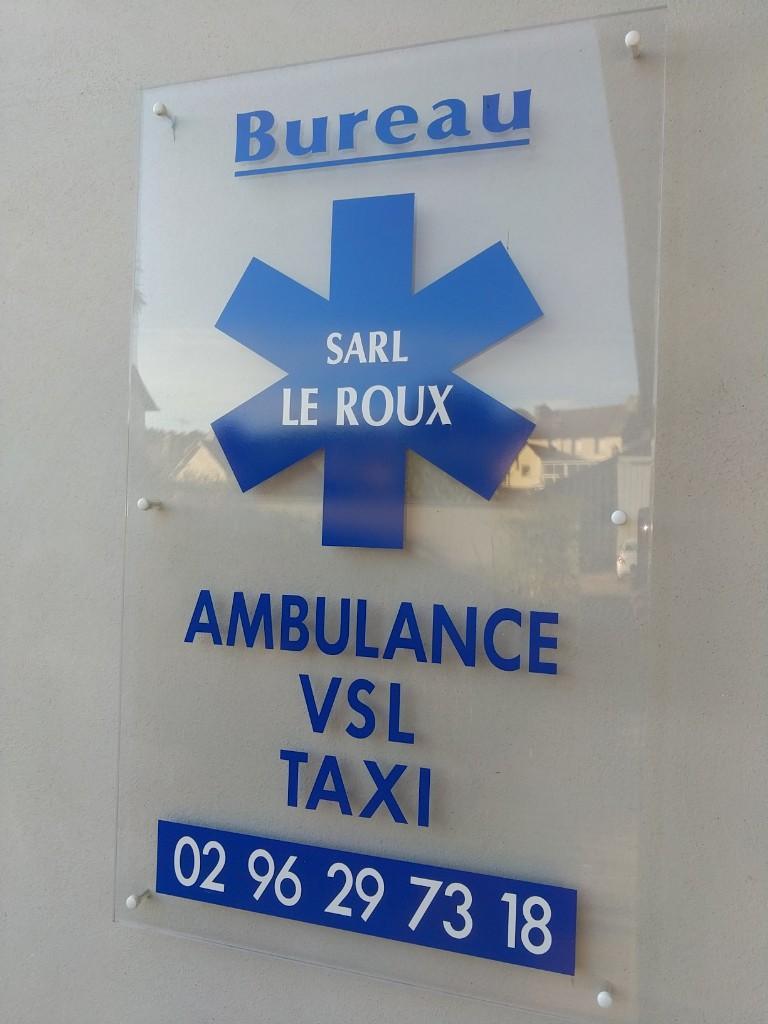 Bureau
SARL
LE ROUX
AMBULANCE
VSL
TAXI
02 96 29 73 18